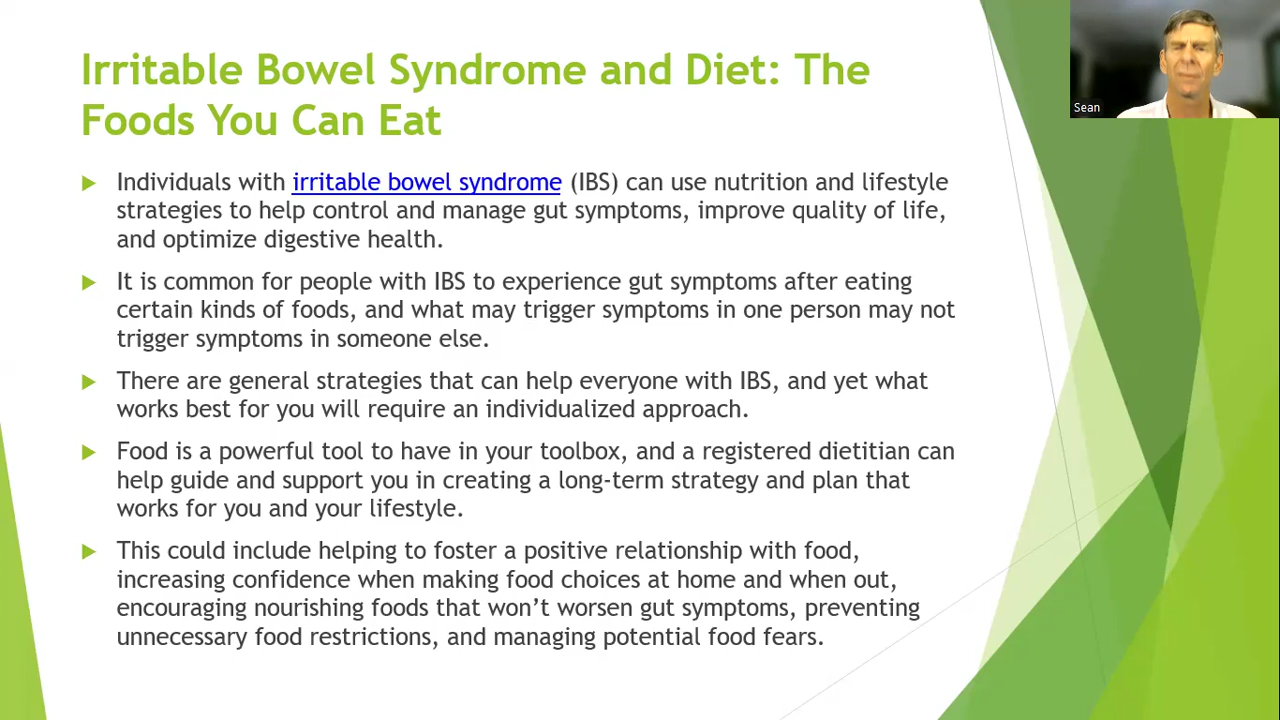 Irritable Bowel Syndrome and Diet: The
Foods You Can Eat
Individuals with irritable bowel syndrome (IBS) can use nutrition and lifestyle
strategies to help control and manage gut symptoms, improve quality of life,
and optimize digestive health.
It is common for people with IBS to experience gut symptoms after eating
certain kinds of foods, and what may trigger symptoms in one person may not
trigger symptoms in someone else.
There are general strategies that can help everyone with IBS, and yet what
works best for you will require an individualized approach.
Food is a powerful tool to have in your toolbox, and a registered dietitian can
help guide and support you in creating a long-term strategy and plan that
works for you and your lifestyle.
This could include helping to foster a positive relationship with food,
increasing confidence when making food choices at home and when out,
encouraging nourishing foods that won’t worsen gut symptoms, preventing
unnecessary food restrictions, and managing potential food fears.
Sean